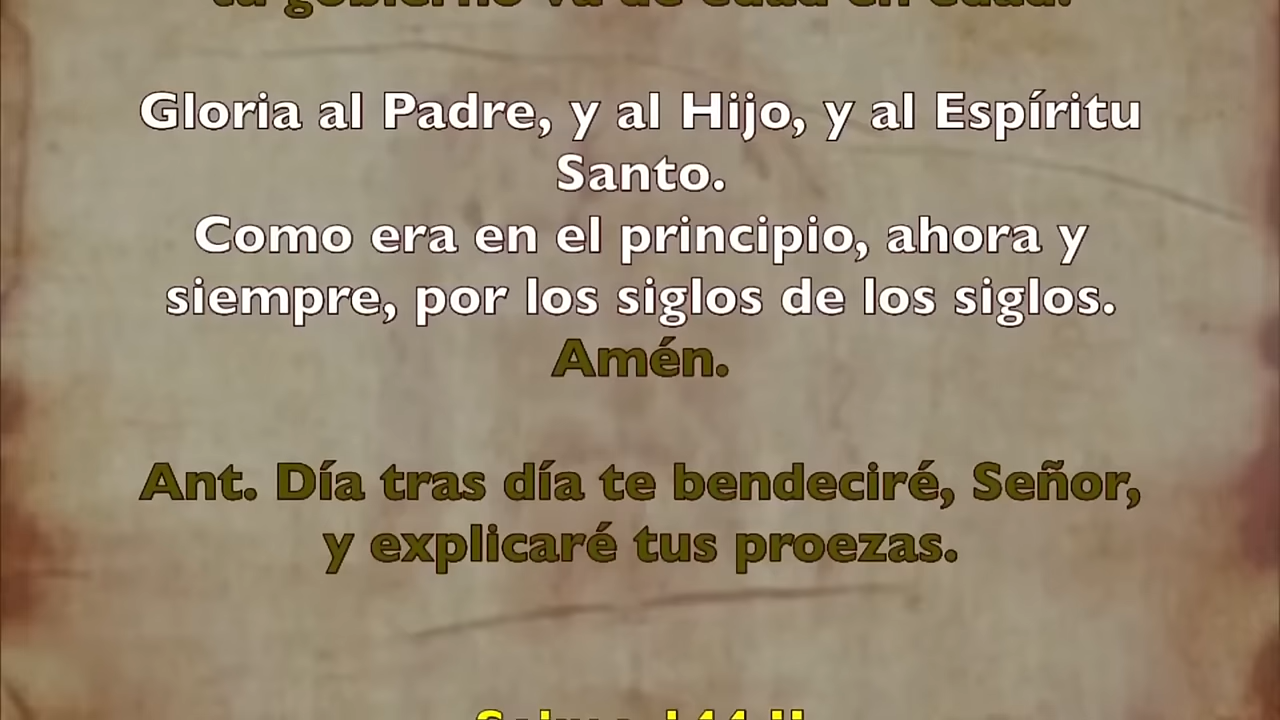 tu gobierno va de edad en edad.
Gloria al Padre, y al Hijo, y al Espíritu
Santo.
Como era en el principio, ahora y
siempre, por los siglos de los siglos.
Amén.
Ant. Día tras día te bendeciré, Señor,
y explicaré tus proezas.
Salmo 144 II